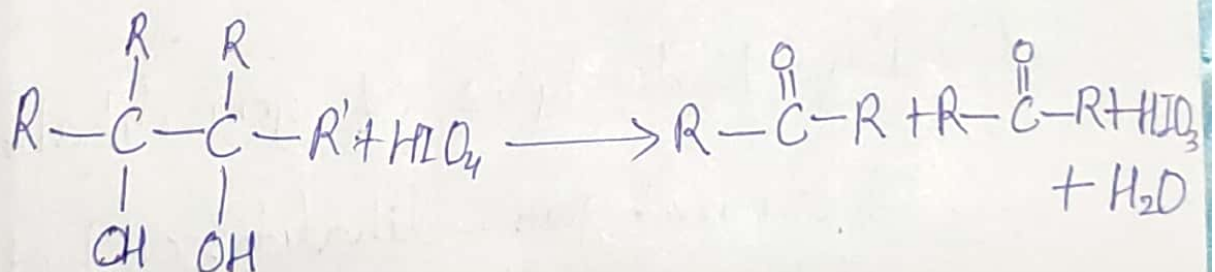 R R O O
|| ||
R—C—C—R'+HIO₄ ⟶ R—C—R+R—C—R+HIO₃
| | + H₂O
OH OH